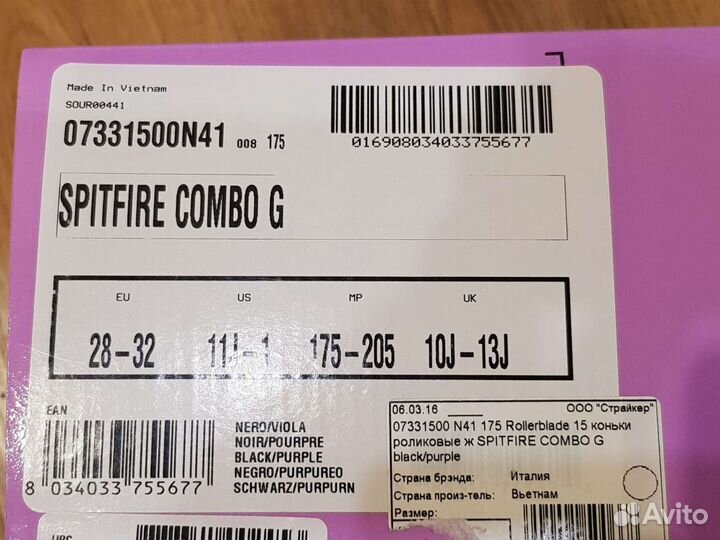 Made In Vietnam
SOUR00441
07331500N41 008 175
016908034033755677
SPITFIRE COMBO G
EU US MP UK
28-32 11J-1 175-205 10J-13J
EAN
NERO/VIOLA
NOIR/POURPRE
BLACK/PURPLE
NEGRO/PURPUREO
SCHWARZ/PURPURN
8 034033 755677
UPC
06.03.16 ООО "Страйкер"
07331500 N41 175 Rollerblade 15 коньки
роликовые ж SPITFIRE COMBO G
black/purple
Страна бренда: Италия
Страна произ-тель: Вьетнам
Размер:
Avito